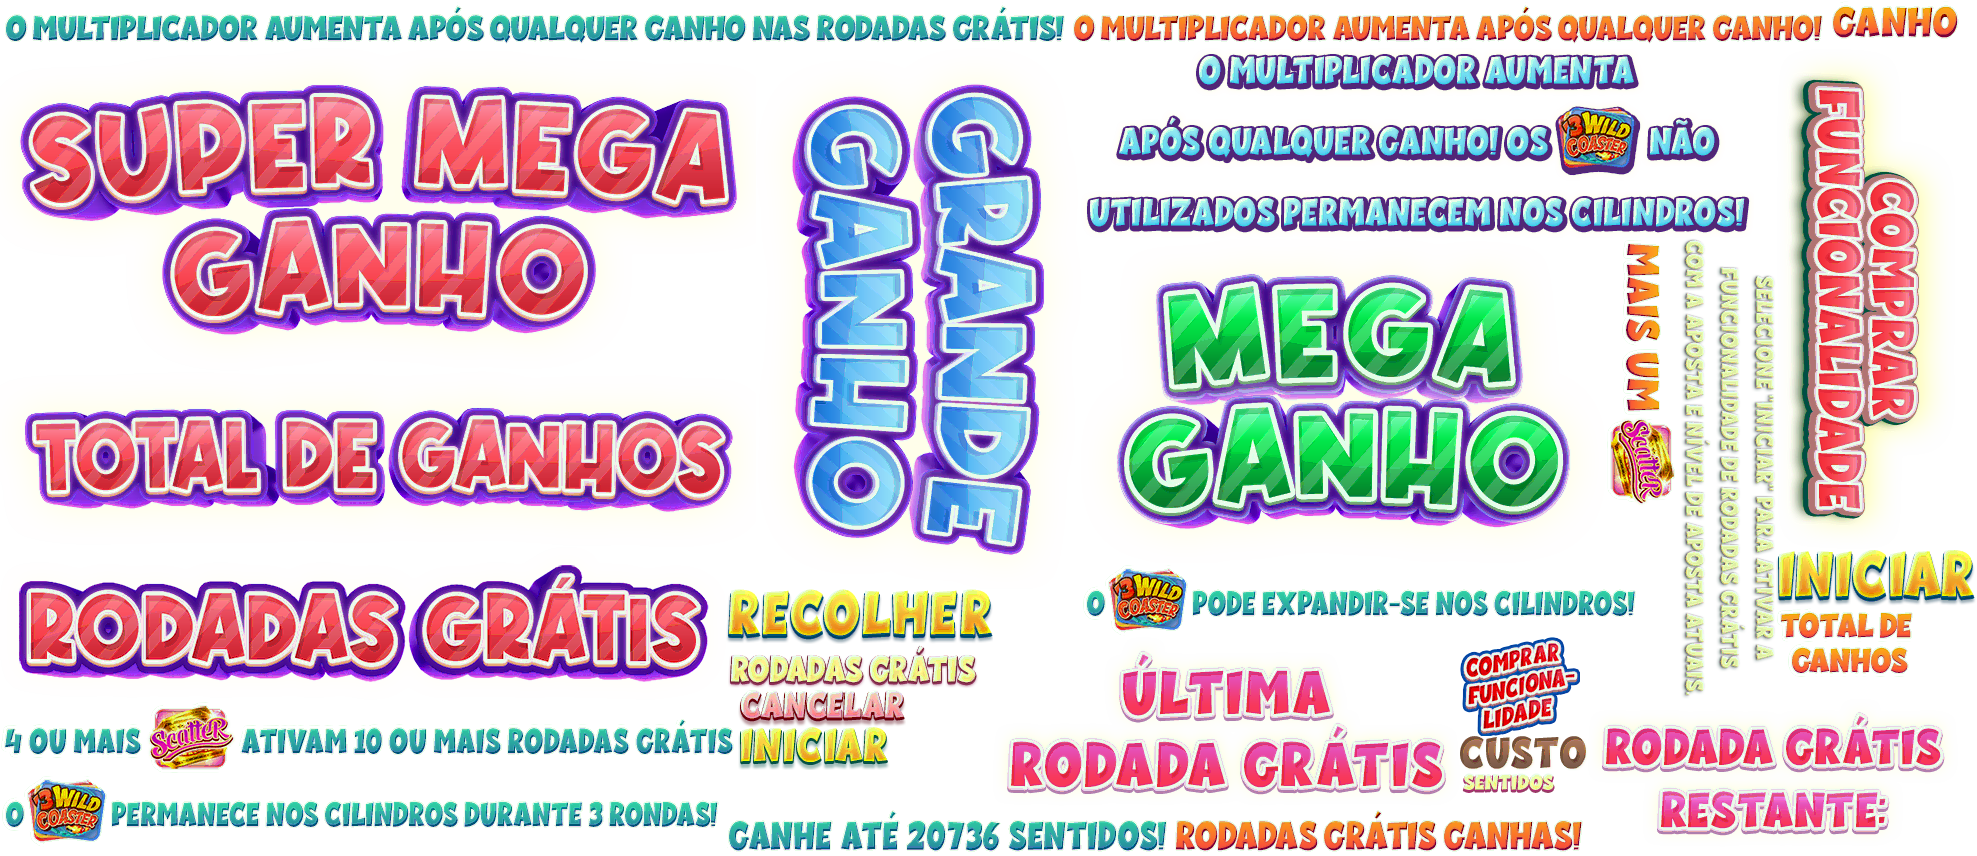 O MULTIPLICADOR AUMENTA APÓS QUALQUER GANHO NAS RODADAS GRÁTIS!
O MULTIPLICADOR AUMENTA APÓS QUALQUER GANHO!
GANHO
SUPER MEGA
GANHO
GRANDE
GANHO
O MULTIPLICADOR AUMENTA
APÓS QUALQUER GANHO! OS 3 WILD COASTER NÃO
UTILIZADOS PERMANECEM NOS CILINDROS!
COMPRAR
FUNCIONALIDADE
MEGA
GANHO
MAIS UM Scatter
SELECIONE "INICIAR" PARA ATIVAR A
FUNCIONALIDADE DE RODADAS GRÁTIS
COM A APOSTA E NÍVEL DE APOSTA ATUAIS.
TOTAL DE GANHOS
RODADAS GRÁTIS
RECOLHER
RODADAS GRÁTIS
CANCELAR
INICIAR
O 3 WILD COASTER PODE EXPANDIR-SE NOS CILINDROS!
INICIAR
TOTAL DE
GANHOS
ÚLTIMA
RODADA GRÁTIS
COMPRAR
FUNCIONA-
LIDADE
CUSTO
SENTIDOS
RODADA GRÁTIS
RESTANTE:
4 OU MAIS Scatter ATIVAM 10 OU MAIS RODADAS GRÁTIS
O 3 WILD COASTER PERMANECE NOS CILINDROS DURANTE 3 RONDAS!
GANHE ATÉ 20736 SENTIDOS!
RODADAS GRÁTIS GANHAS!